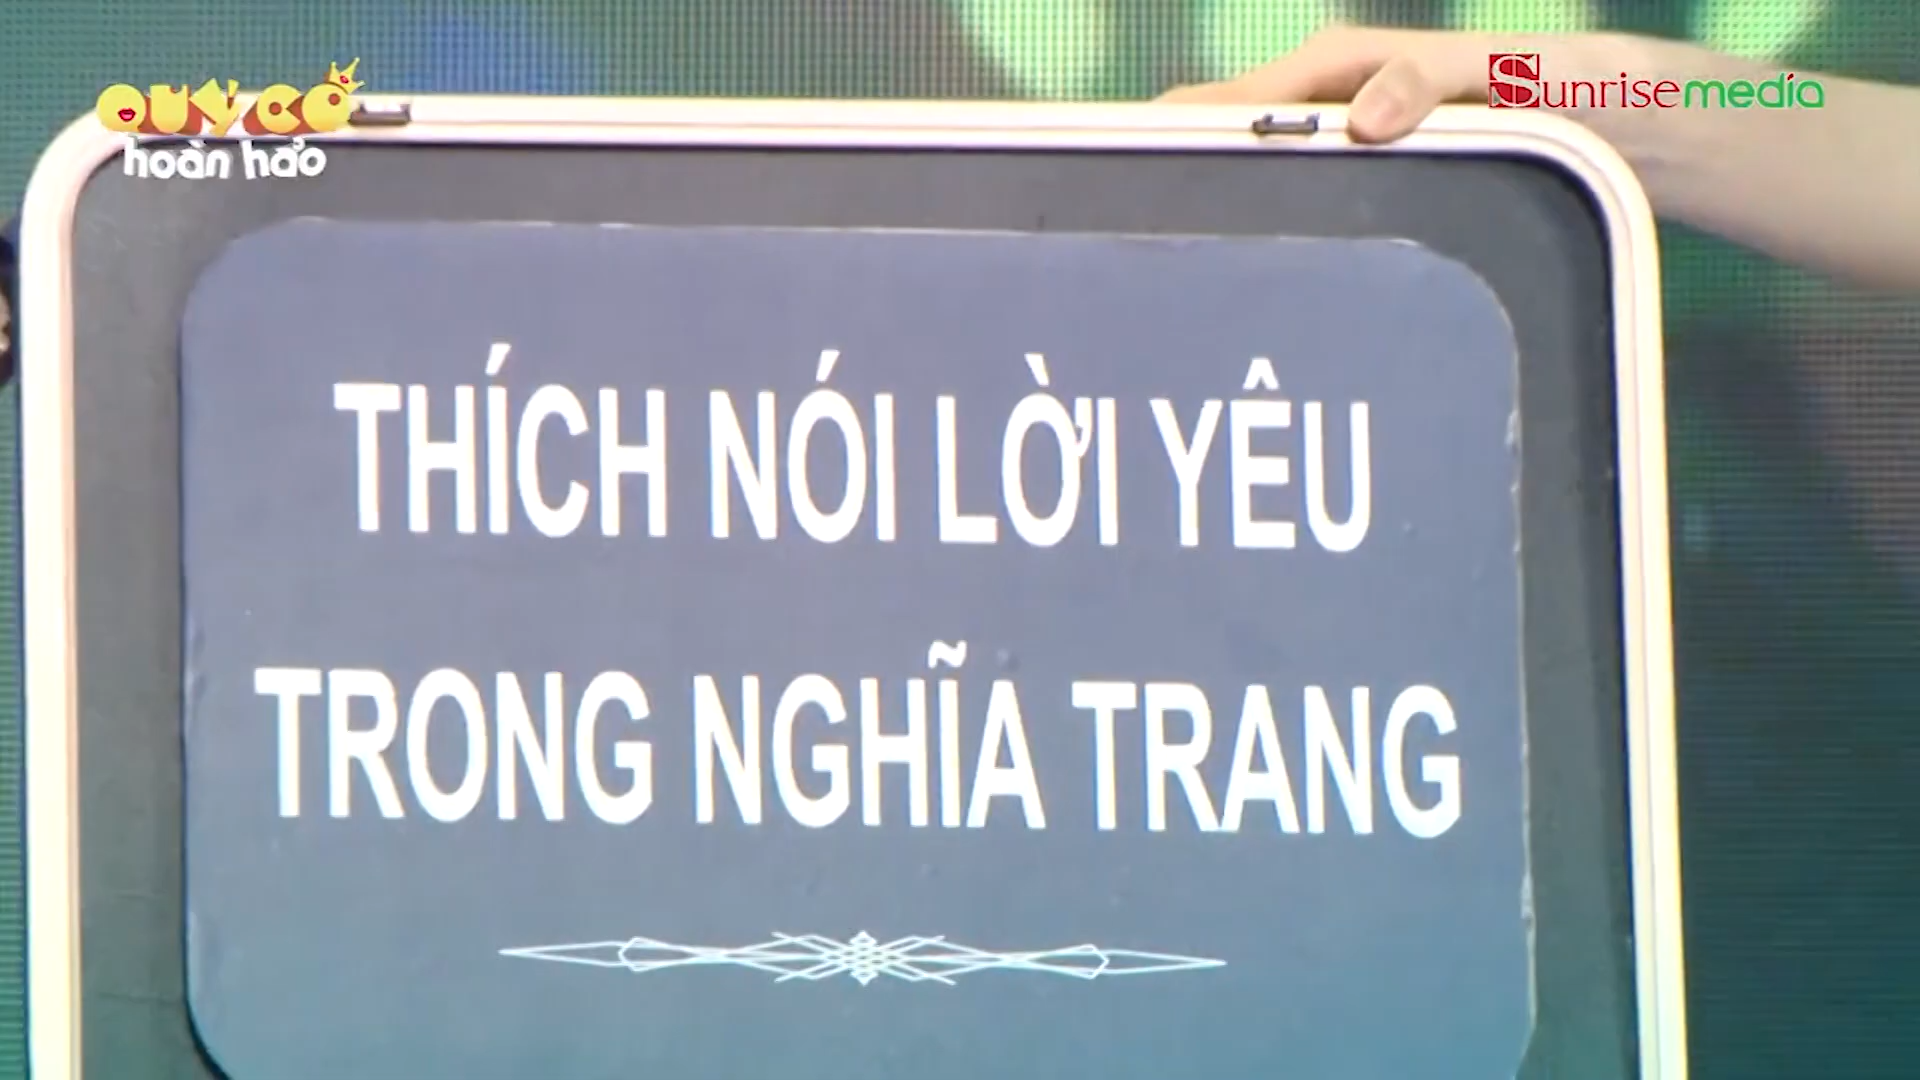 QUÝ CÔ
hoàn hảo
Sunrisemedia
THÍCH NÓI LỜI YÊU
TRONG NGHĨA TRANG